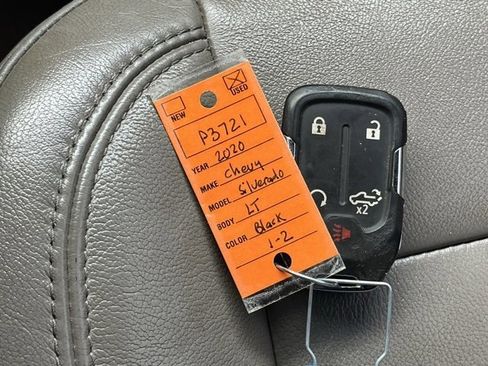 NEW
USED
P3721
YEAR 2020
MAKE Chevy
MODEL Silverado
BODY LT
COLOR Black
1-2
x2